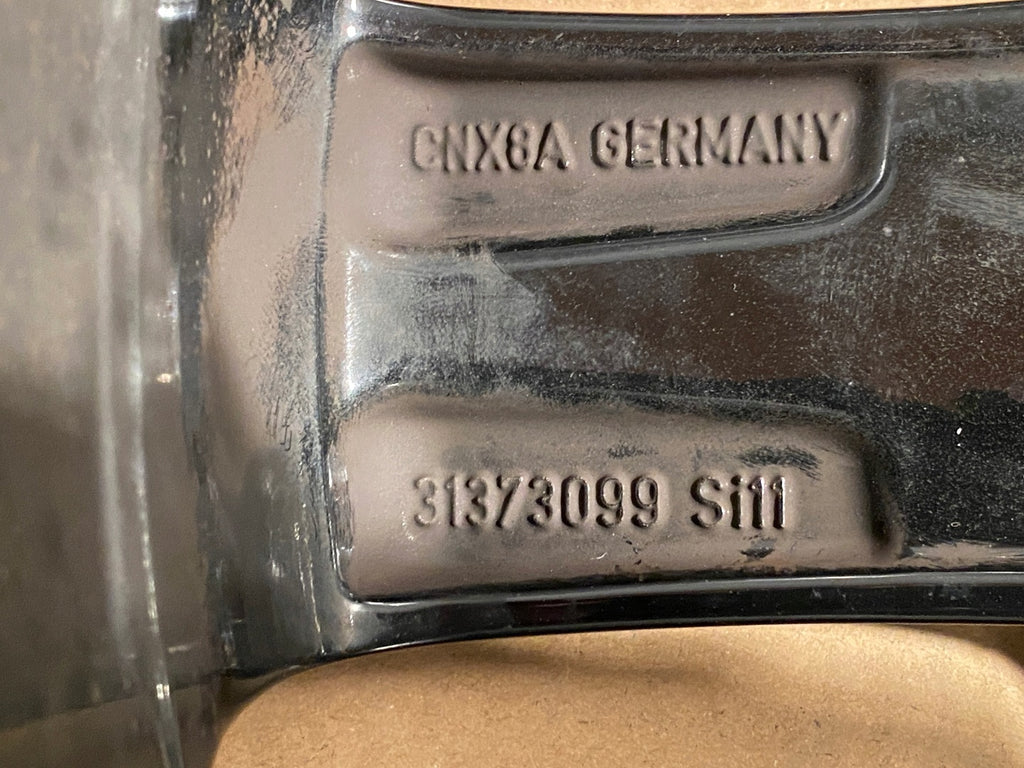 CNX8A GERMANY
31373099 Si11